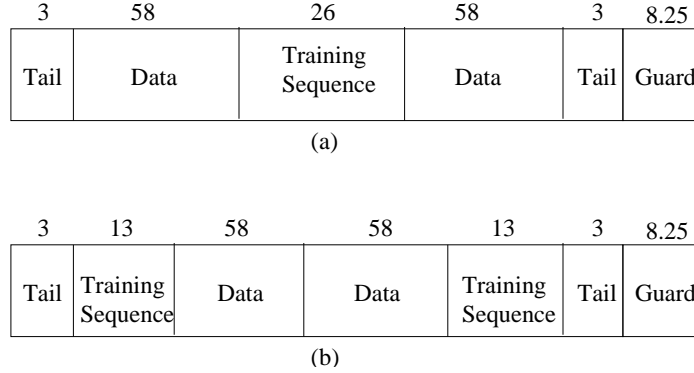 3 58 26 58 3 8.25
Tail Data Training Sequence Data Tail Guard
(a)
3 13 58 58 13 3 8.25
Tail Training Sequence Data Data Training Sequence Tail Guard
(b)